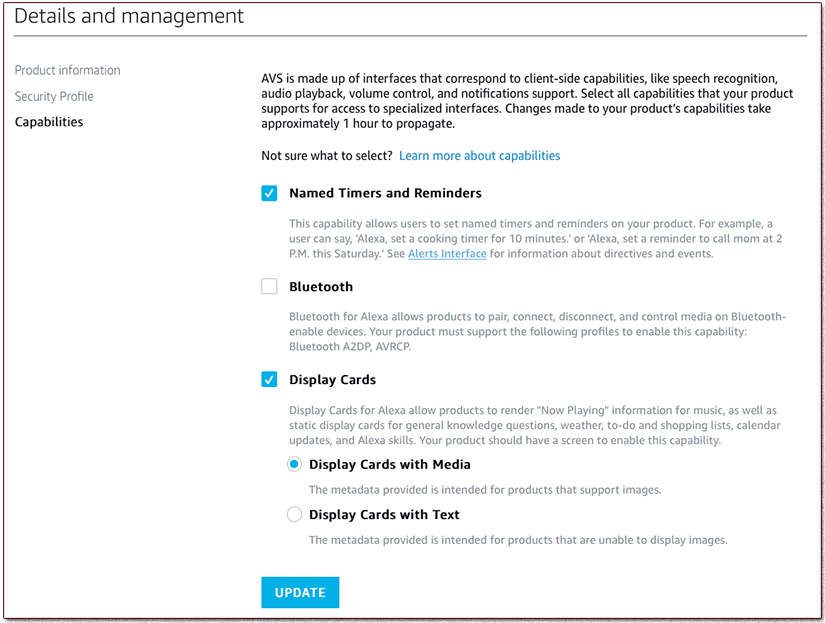 Details and management
Product information
Security Profile
Capabilities
AVS is made up of interfaces that correspond to client-side capabilities, like speech recognition,
audio playback, volume control, and notifications support. Select all capabilities that your product
supports for access to specialized interfaces. Changes made to your product's capabilities take
approximately 1 hour to propagate.
Not sure what to select? Learn more about capabilities
Named Timers and Reminders
This capability allows users to set named timers and reminders on your product. For example, a
user can say, 'Alexa, set a cooking timer for 10 minutes.' or 'Alexa, set a reminder to call mom at 2
P.M. this Saturday.' See Alerts Interface for information about directives and events.
Bluetooth
Bluetooth for Alexa allows products to pair, connect, disconnect, and control media on Bluetooth-
enable devices. Your product must support the following profiles to enable this capability:
Bluetooth A2DP, AVRCP.
Display Cards
Display Cards for Alexa allow products to render "Now Playing" information for music, as well as
static display cards for general knowledge questions, weather, to-do and shopping lists, calendar
updates, and Alexa skills. Your product should have a screen to enable this capability.
Display Cards with Media
The metadata provided is intended for products that support images.
Display Cards with Text
The metadata provided is intended for products that are unable to display images.
UPDATE